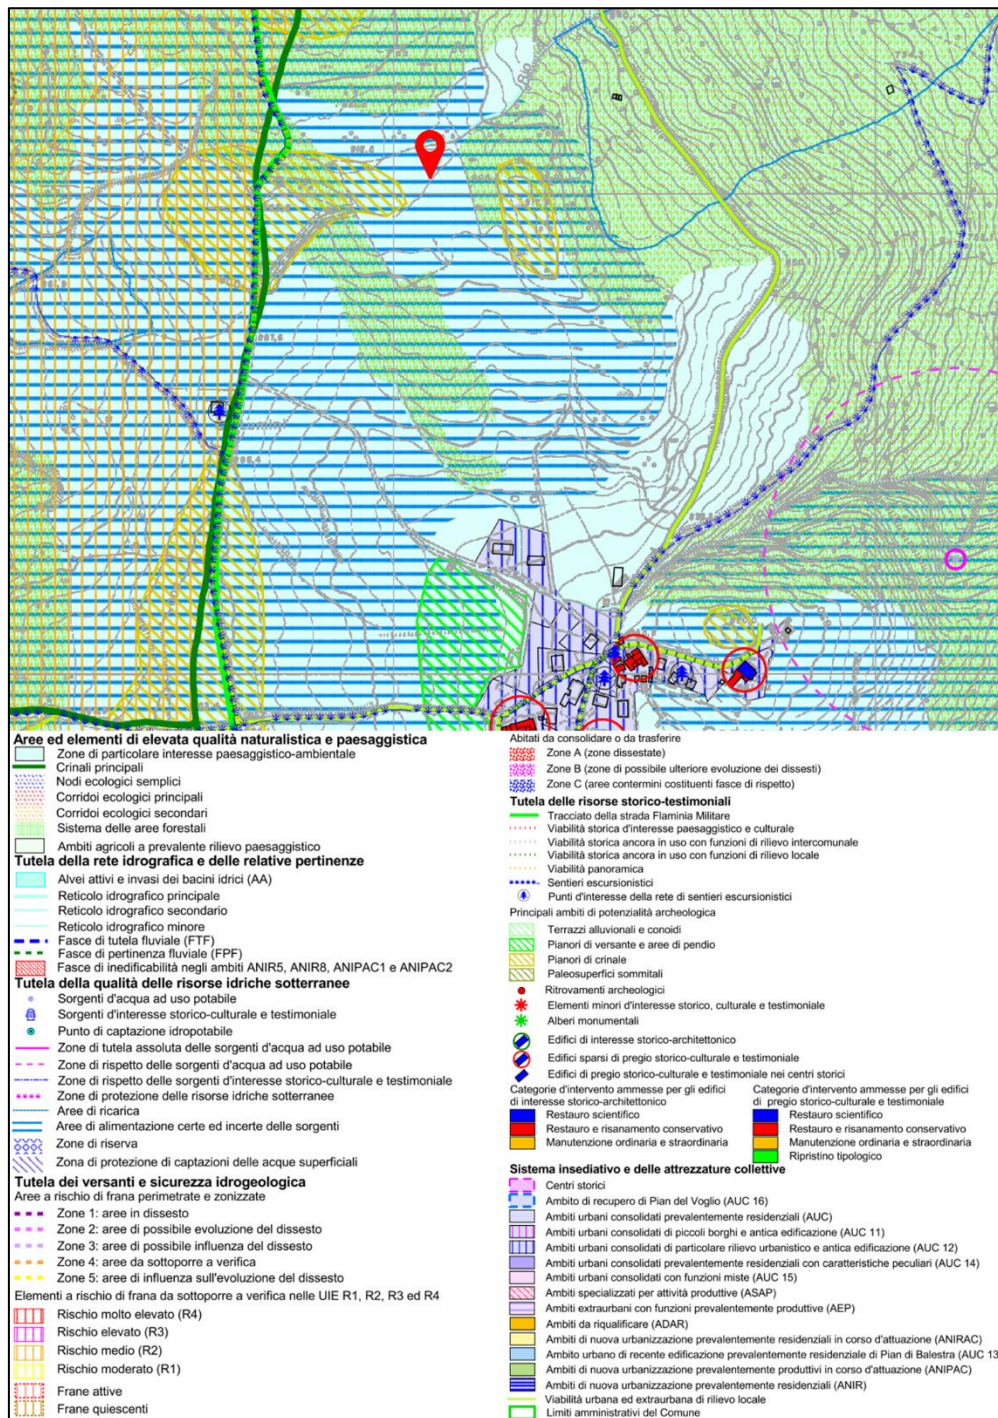 Aree ed elementi di elevata qualità naturalistica e paesaggistica
Zone di particolare interesse paesaggistico-ambientale
Crinali principali
Nodi ecologici semplici
Corridoi ecologici principali
Corridoi ecologici secondari
Sistema delle aree forestali
Ambiti agricoli a prevalente rilievo paesaggistico
Tutela della rete idrografica e delle relative pertinenze
Alvei attivi e invasi dei bacini idrici (AA)
Reticolo idrografico principale
Reticolo idrografico secondario
Reticolo idrografico minore
Fasce di tutela fluviale (FTF)
Fasce di pertinenza fluviale (FPF)
Fasce di inedificabilità negli ambiti ANIR5, ANIR8, ANIPAC1 e ANIPAC2
Tutela della qualità delle risorse idriche sotterranee
Sorgenti d'acqua ad uso potabile
Sorgenti d'interesse storico-culturale e testimoniale
Punto di captazione idropotabile
Zone di tutela assoluta delle sorgenti d'acqua ad uso potabile
Zone di rispetto delle sorgenti d'acqua ad uso potabile
Zone di rispetto delle sorgenti d'interesse storico-culturale e testimoniale
Zone di protezione delle risorse idriche sotterranee
Aree di ricarica
Aree di alimentazione certe ed incerte delle sorgenti
Zone di riserva
Zona di protezione di captazioni delle acque superficiali
Tutela dei versanti e sicurezza idrogeologica
Aree a rischio di frana perimetrate e zonizzate
Zone 1: aree in dissesto
Zone 2: aree di possibile evoluzione del dissesto
Zone 3: aree di possibile influenza del dissesto
Zone 4: aree da sottoporre a verifica
Zone 5: aree di influenza sull'evoluzione del dissesto
Elementi a rischio di frana da sottoporre a verifica nelle UIE R1, R2, R3 ed R4
Rischio molto elevato (R4)
Rischio elevato (R3)
Rischio medio (R2)
Rischio moderato (R1)
Frane attive
Frane quiescenti
Abitati da consolidare o da trasferire
Zone A (zone dissestate)
Zone B (zone di possibile ulteriore evoluzione dei dissesti)
Zone C (aree contermini costituenti fasce di rispetto)
Tutela delle risorse storico-testimoniali
Tracciato della strada Flaminia Militare
Viabilità storica d'interesse paesaggistico e culturale
Viabilità storica ancora in uso con funzioni di rilievo intercomunale
Viabilità storica ancora in uso con funzioni di rilievo locale
Viabilità panoramica
Sentieri escursionistici
Punti d'interesse della rete di sentieri escursionistici
Principali ambiti di potenzialità archeologica
Terrazzi alluvionali e conoidi
Pianori di versante e aree di pendio
Pianori di crinale
Paleosuperfici sommitali
Ritrovamenti archeologici
Elementi minori d'interesse storico, culturale e testimoniale
Alberi monumentali
Edifici di interesse storico-architettonico
Edifici sparsi di pregio storico-culturale e testimoniale
Edifici di pregio storico-culturale e testimoniale nei centri storici
Categorie d'intervento ammesse per gli edifici
di interesse storico-architettonico
Restauro scientifico
Restauro e risanamento conservativo
Manutenzione ordinaria e straordinaria
Categorie d'intervento ammesse per gli edifici
di pregio storico-culturale e testimoniale
Restauro scientifico
Restauro e risanamento conservativo
Manutenzione ordinaria e straordinaria
Ripristino tipologico
Sistema insediativo e delle attrezzature collettive
Centri storici
Ambito di recupero di Pian del Voglio (AUC 16)
Ambiti urbani consolidati prevalentemente residenziali (AUC)
Ambiti urbani consolidati di piccoli borghi e antica edificazione (AUC 11)
Ambiti urbani consolidati di particolare rilievo urbanistico e antica edificazione (AUC 12)
Ambiti urbani consolidati prevalentemente residenziali con caratteristiche peculiari (AUC 14)
Ambiti urbani consolidati con funzioni miste (AUC 15)
Ambiti specializzati per attività produttive (ASAP)
Ambiti extraurbani con funzioni prevalentemente produttive (AEP)
Ambiti da riqualificare (ADAR)
Ambiti di nuova urbanizzazione prevalentemente residenziali in corso d'attuazione (ANIRAC)
Ambito urbano di recente edificazione prevalentemente residenziale di Pian di Balestra (AUC 13
Ambiti di nuova urbanizzazione prevalentemente produttivi in corso d'attuazione (ANIPAC)
Ambiti di nuova urbanizzazione prevalentemente residenziali (ANIR)
Viabilità urbana ed extraurbana di rilievo locale
Limiti amministrativi del Comune